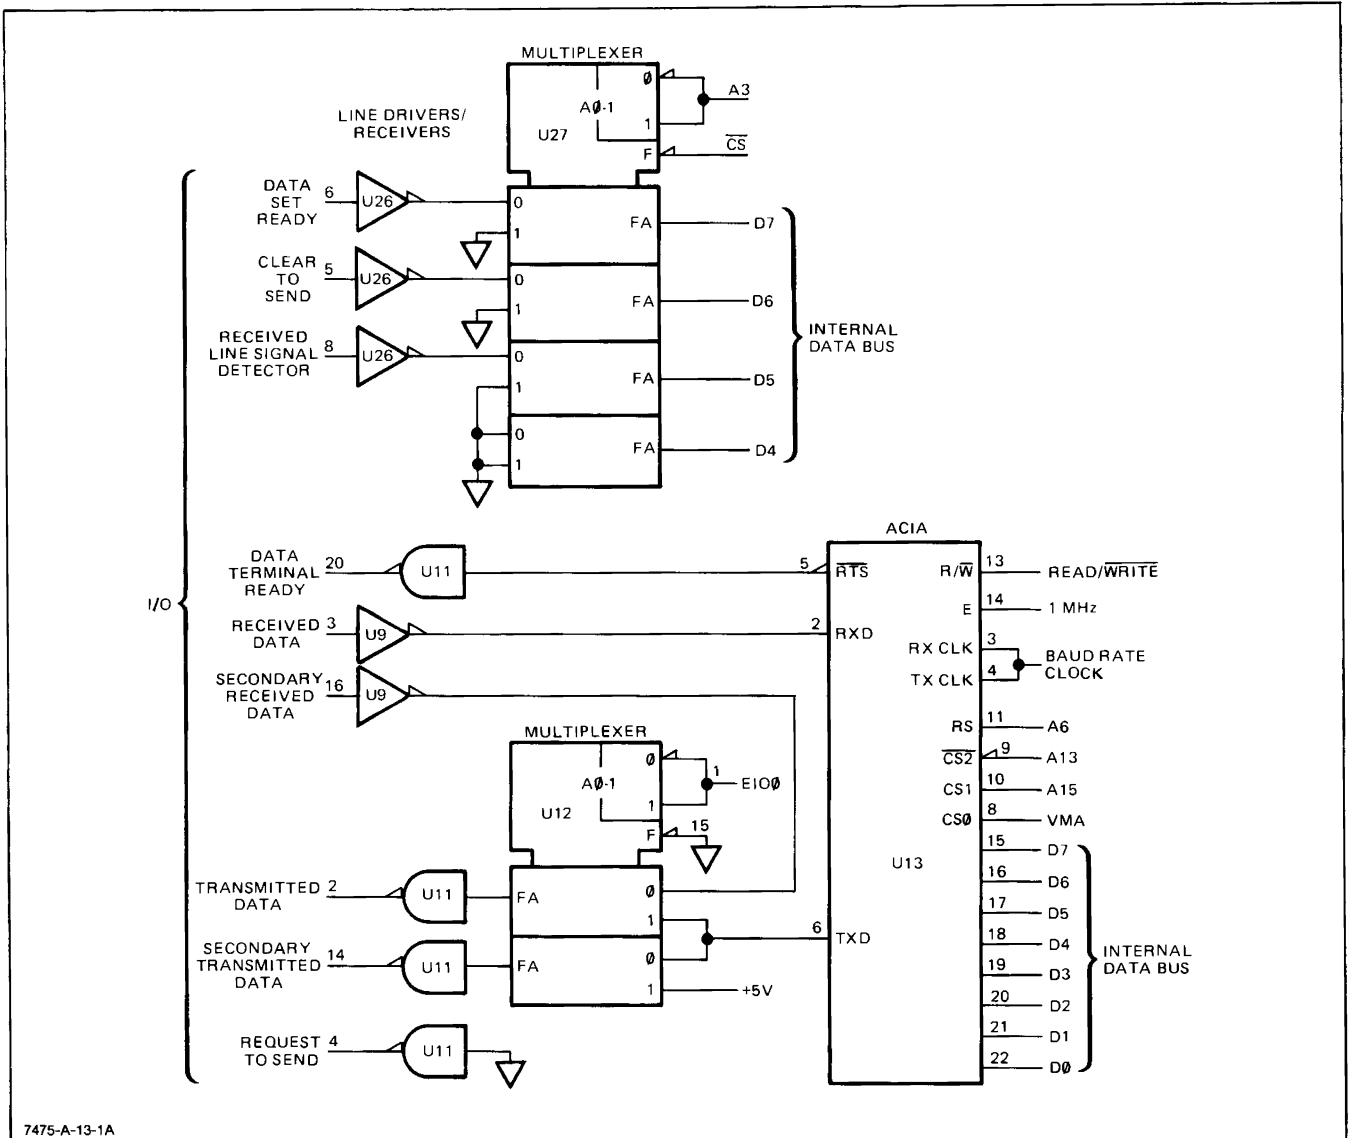 MULTIPLEXER
Ø
A3
AØ-1
LINE DRIVERS/
RECEIVERS
1
U27
F
CS
DATA
SET
READY
6
U26
0
1
FA
D7
CLEAR
TO
SEND
5
U26
0
1
FA
D6
INTERNAL
DATA BUS
RECEIVED
LINE SIGNAL
DETECTOR
8
U26
0
1
FA
D5
0
1
FA
D4
I/O
ACIA
DATA
TERMINAL
READY
20
U11
5
RTS
R/W
13
READ/WRITE
E
14
1 MHz
RECEIVED
DATA
3
U9
2
RXD
RX CLK
3
TX CLK
4
BAUD RATE
CLOCK
SECONDARY
RECEIVED
DATA
16
U9
RS
11
A6
CS2
9
A13
CS1
10
A15
CSØ
8
VMA
MULTIPLEXER
Ø
AØ-1
1
EIOØ
1
U12
F
15
U13
15
D7
16
D6
17
D5
18
D4
19
D3
20
D2
21
D1
22
DØ
INTERNAL
DATA BUS
TRANSMITTED
DATA
2
U11
FA
Ø
1
6
TXD
SECONDARY
TRANSMITTED
DATA
14
U11
FA
Ø
1
+5V
REQUEST
TO SEND
4
U11
7475-A-13-1A